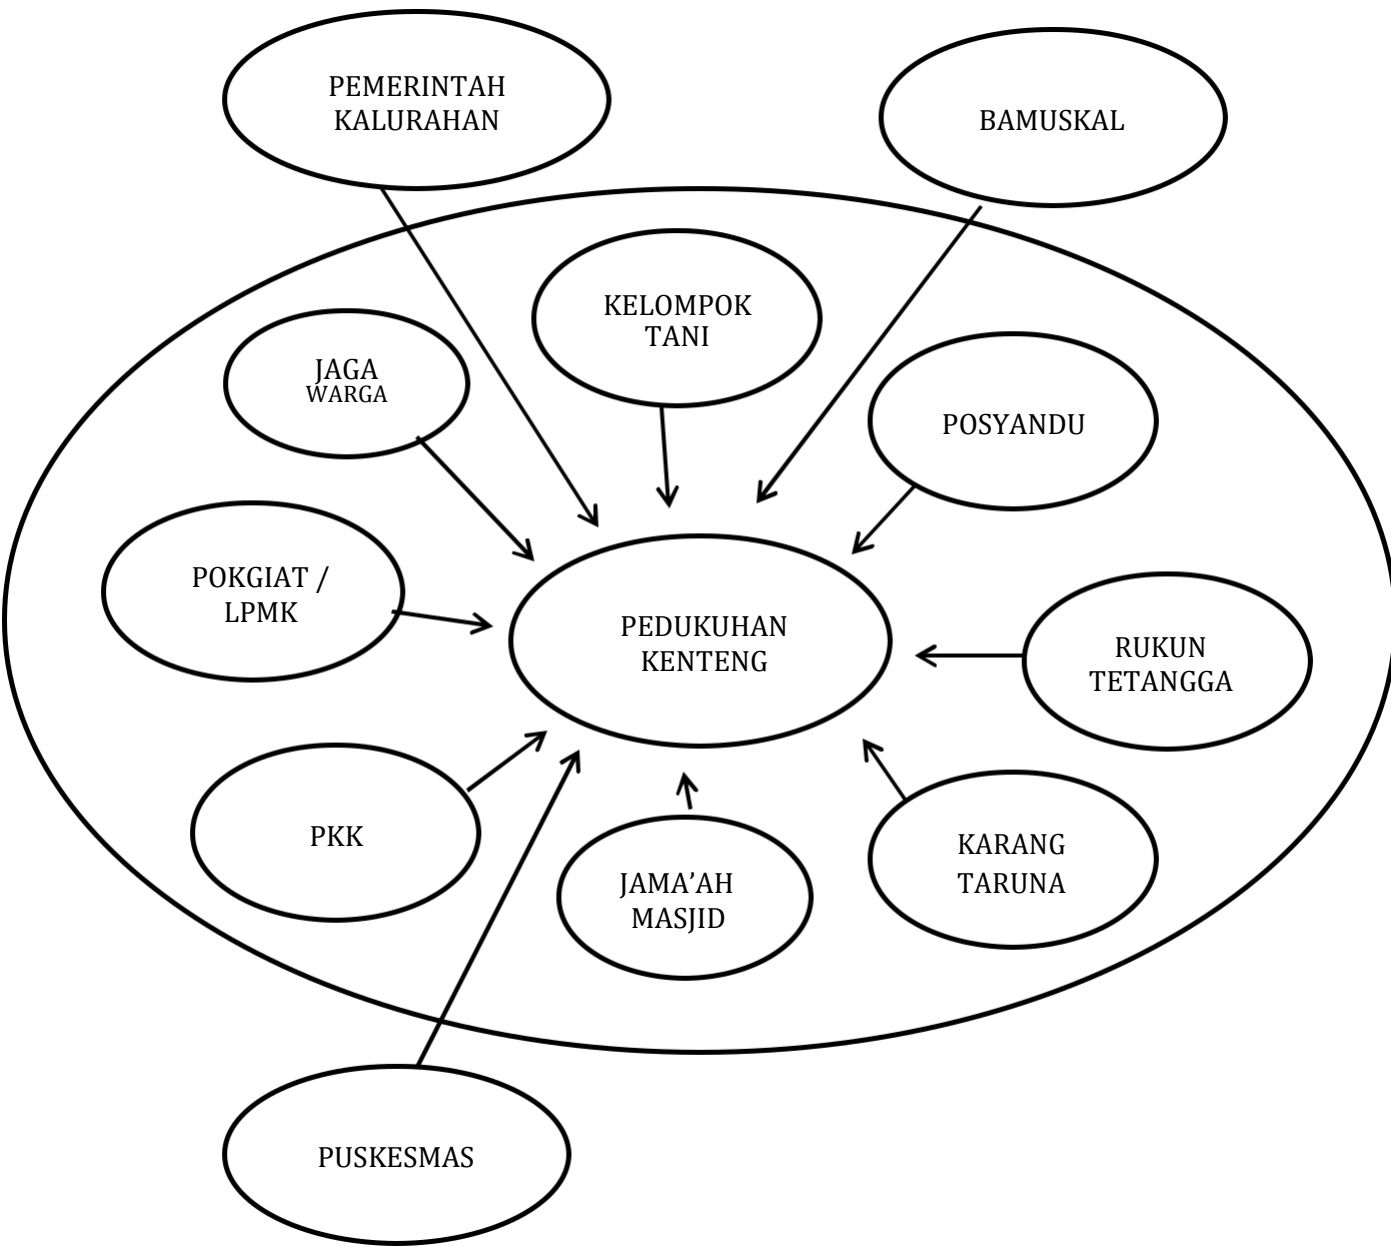 PEMERINTAH
KALURAHAN
BAMUSKAL
KELOMPOK
TANI
JAGA
WARGA
POSYANDU
POKGIAT /
LPMK
PEDUKUHAN
KENTENG
RUKUN
TETANGGA
PKK
JAMA’AH
MASJID
KARANG
TARUNA
PUSKESMAS